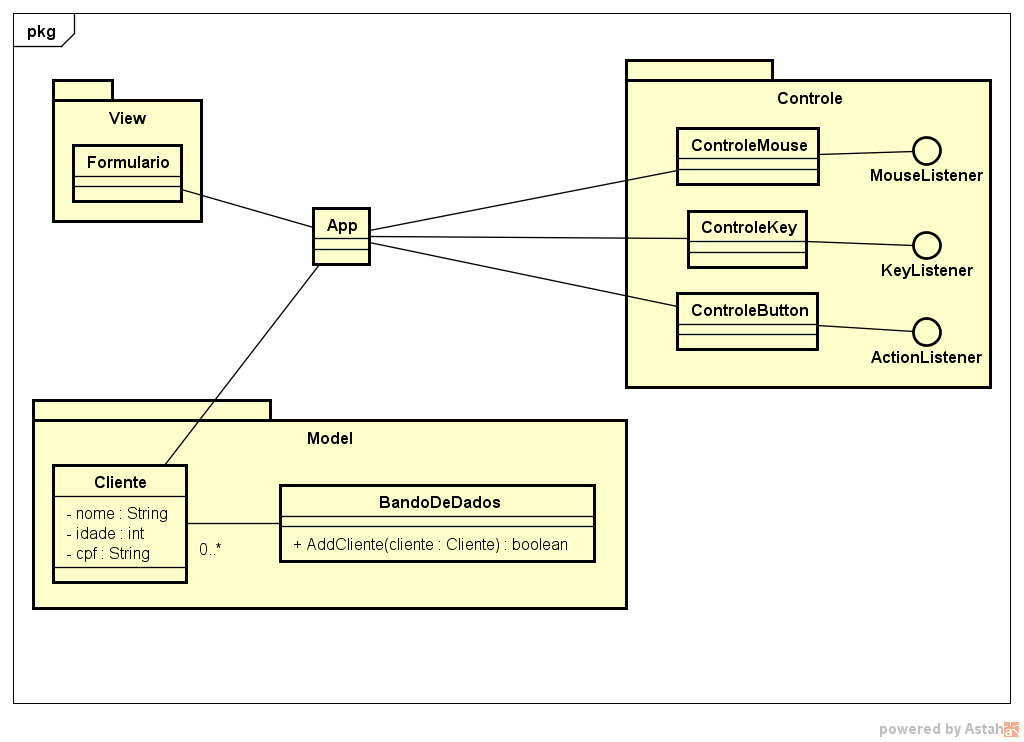 pkg
View
Formulario
App
Controle
ControleMouse
MouseListener
ControleKey
KeyListener
ControleButton
ActionListener
Model
Cliente
- nome : String
- idade : int
- cpf : String
0..*
BandoDeDados
+ AddCliente(cliente : Cliente) : boolean
powered by Astah